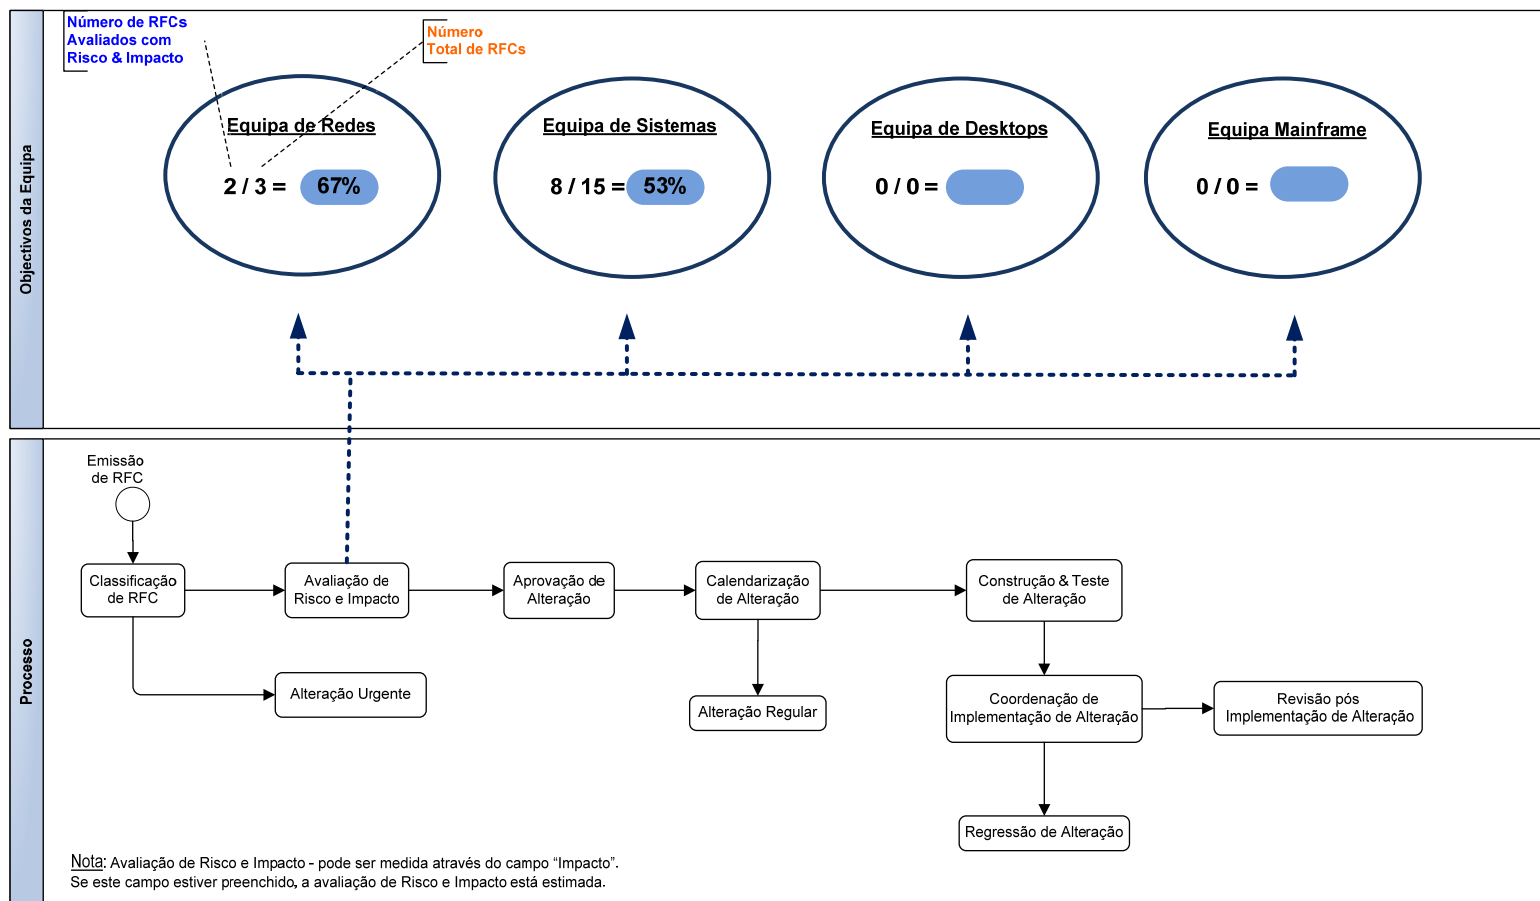 Número de RFCs
Avaliados com
Risco & Impacto
Número
Total de RFCs
Objectivos da Equipa
Equipa de Redes
2 / 3 = 67%
Equipa de Sistemas
8 / 15 = 53%
Equipa de Desktops
0 / 0 =
Equipa Mainframe
0 / 0 =
Processo
Emissão
de RFC
Classificação
de RFC
Avaliação de
Risco e Impacto
Aprovação de
Alteração
Calendarização
de Alteração
Construção & Teste
de Alteração
Alteração Urgente
Alteração Regular
Coordenação de
Implementação de Alteração
Revisão pós
Implementação de Alteração
Regressão de Alteração
Nota: Avaliação de Risco e Impacto - pode ser medida através do campo “Impacto”.
Se este campo estiver preenchido, a avaliação de Risco e Impacto está estimada.